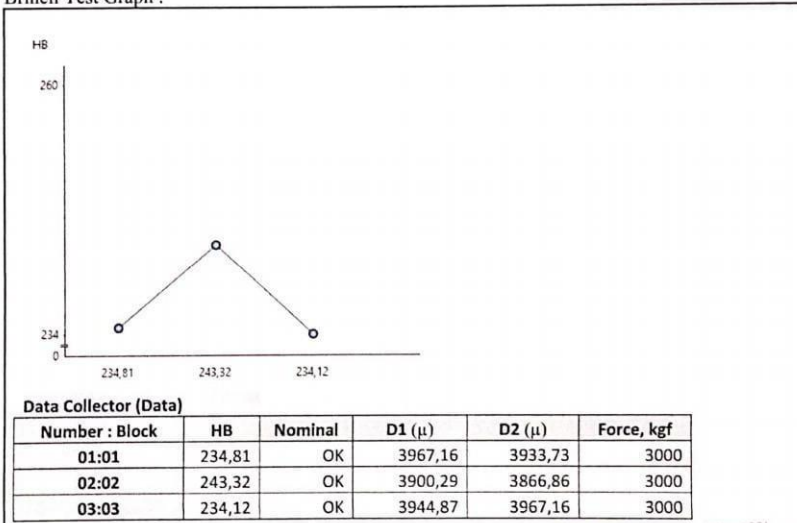 Brinell Test Graph :
HB
260
234
0
234,81 243,32 234,12
Data Collector (Data)
Number : Block HB Nominal D1 (μ) D2 (μ) Force, kgf
01:01 234,81 OK 3967,16 3933,73 3000
02:02 243,32 OK 3900,29 3866,86 3000
03:03 234,12 OK 3944,87 3967,16 3000